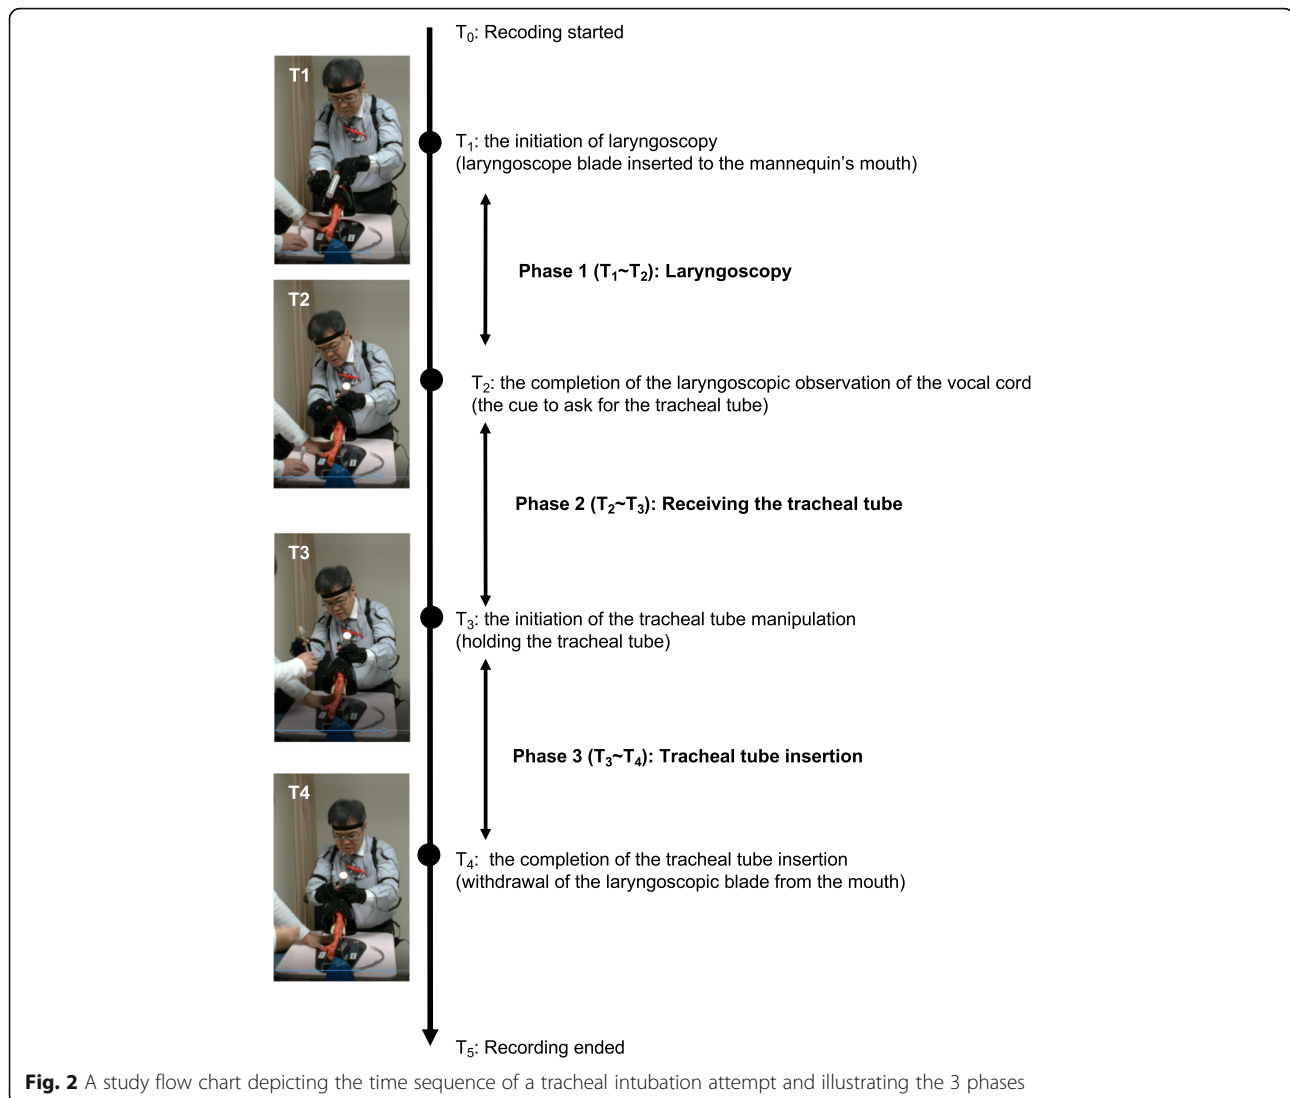 T0: Recoding started
T1
T1: the initiation of laryngoscopy
(laryngoscope blade inserted to the mannequin's mouth)
Phase 1 (T1~T2): Laryngoscopy
T2
T2: the completion of the laryngoscopic observation of the vocal cord
(the cue to ask for the tracheal tube)
Phase 2 (T2~T3): Receiving the tracheal tube
T3
T3: the initiation of the tracheal tube manipulation
(holding the tracheal tube)
Phase 3 (T3~T4): Tracheal tube insertion
T4
T4: the completion of the tracheal tube insertion
(withdrawal of the laryngoscopic blade from the mouth)
T5: Recording ended
Fig. 2 A study flow chart depicting the time sequence of a tracheal intubation attempt and illustrating the 3 phases